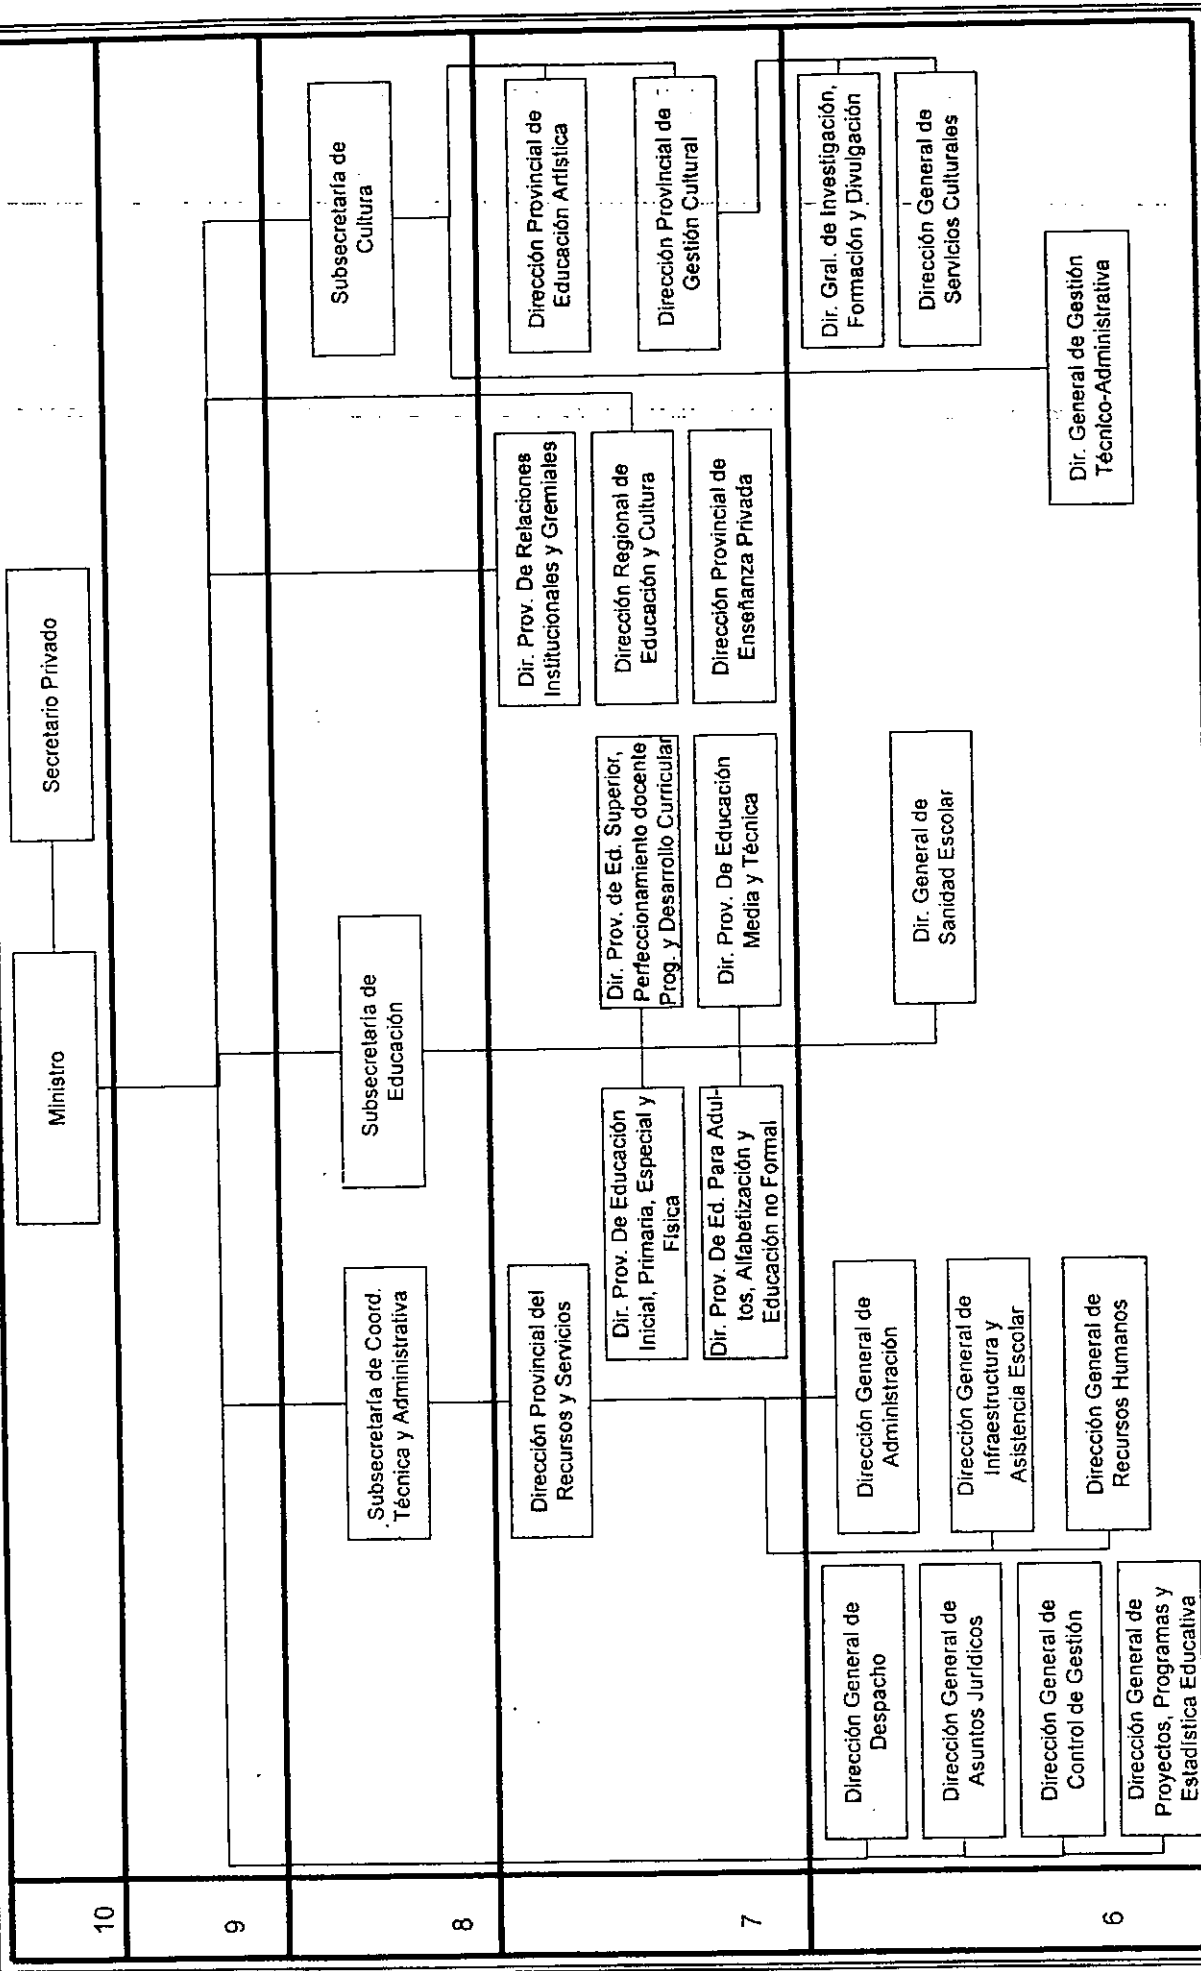 10
Ministro
Secretario Privado
9
8
Subsecretaría de Coord.
Técnica y Administrativa
Subsecretaría de
Educación
Subsecretaría de
Cultura
7
Dirección Provincial del
Recursos y Servicios
Dir. Prov. De Educación
Inicial, Primaria, Especial y
Física
Dir. Prov. De Ed. Para Adul-
tos, Alfabetización y
Educación no Formal
Dir. Prov. de Ed. Superior,
Perfeccionamiento docente
Prog. y Desarrollo Curricular
Dir. Prov. De Educación
Media y Técnica
Dir. Prov. De Relaciones
Institucionales y Gremiales
Dirección Regional de
Educación y Cultura
Dirección Provincial de
Enseñanza Privada
Dirección Provincial de
Educación Artística
Dirección Provincial de
Gestión Cultural
6
Dirección General de
Despacho
Dirección General de
Asuntos Jurídicos
Dirección General de
Control de Gestión
Dirección General de
Proyectos, Programas y
Estadística Educativa
Dirección General de
Administración
Dirección General de
Infraestructura y
Asistencia Escolar
Dirección General de
Recursos Humanos
Dir. General de
Sanidad Escolar
Dir. Gral. de Investigación,
Formación y Divulgación
Dirección General de
Servicios Culturales
Dir. General de Gestión
Técnico-Administrativa